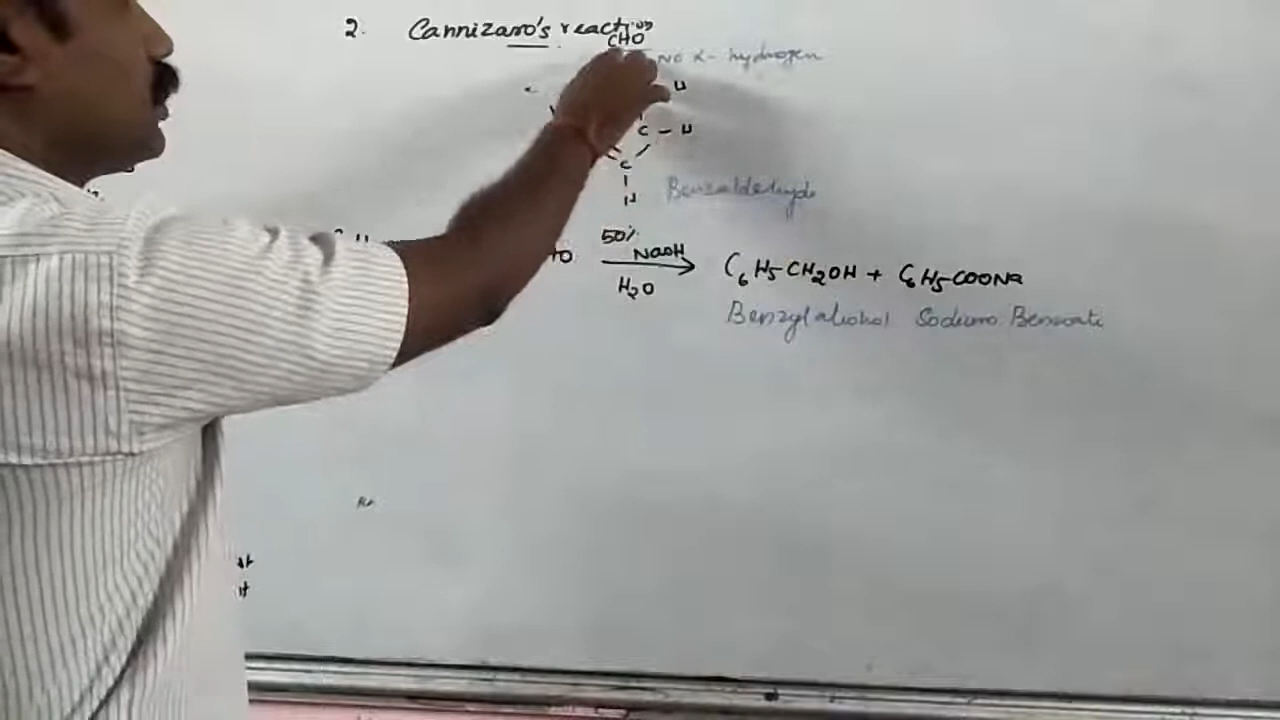 2. Cannizaro's reaction
CHO
No α- hydrogen
H
C - H
C
H
Benzaldehyde
50%
NaOH
H2O
C6H5-CH2OH + C6H5-COONa
Benzylalcohol Sodium Benzoate